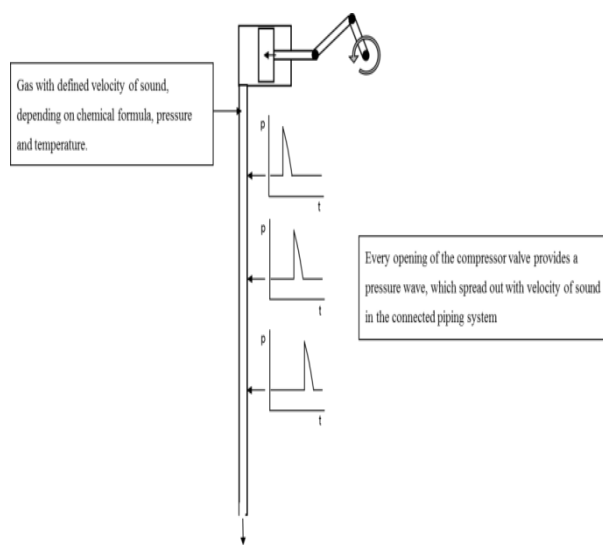 Gas with defined velocity of sound,
depending on chemical formula, pressure
and temperature.
p
t
p
t
Every opening of the compressor valve provides a
pressure wave, which spread out with velocity of sound
in the connected piping system
p
t